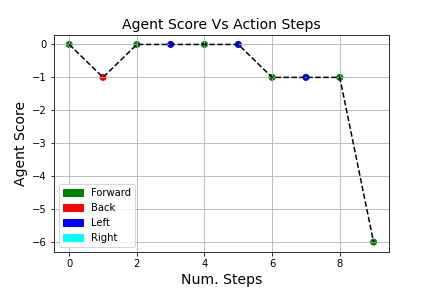 Agent Score Vs Action Steps
Agent Score
0
−1
−2
−3
−4
−5
−6
Forward
Back
Left
Right
0 2 4 6 8
Num. Steps